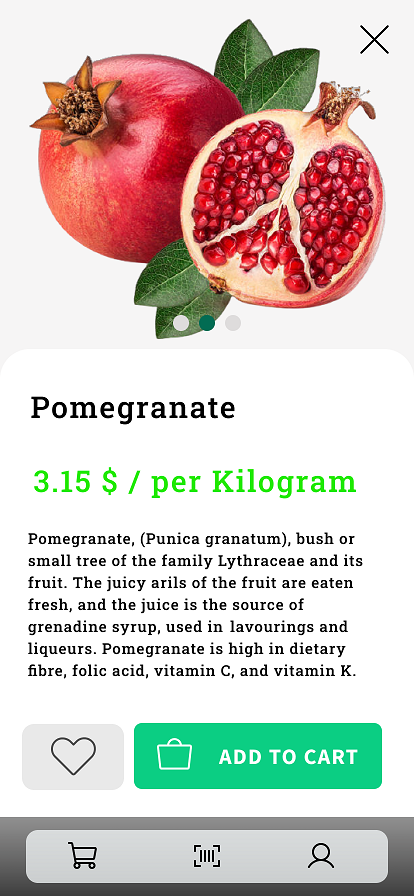 Pomegranate
3.15 $ / per Kilogram
Pomegranate, (Punica granatum), bush or
small tree of the family Lythraceae and its
fruit. The juicy arils of the fruit are eaten
fresh, and the juice is the source of
grenadine syrup, used in lavourings and
liqueurs. Pomegranate is high in dietary
fibre, folic acid, vitamin C, and vitamin K.
ADD TO CART